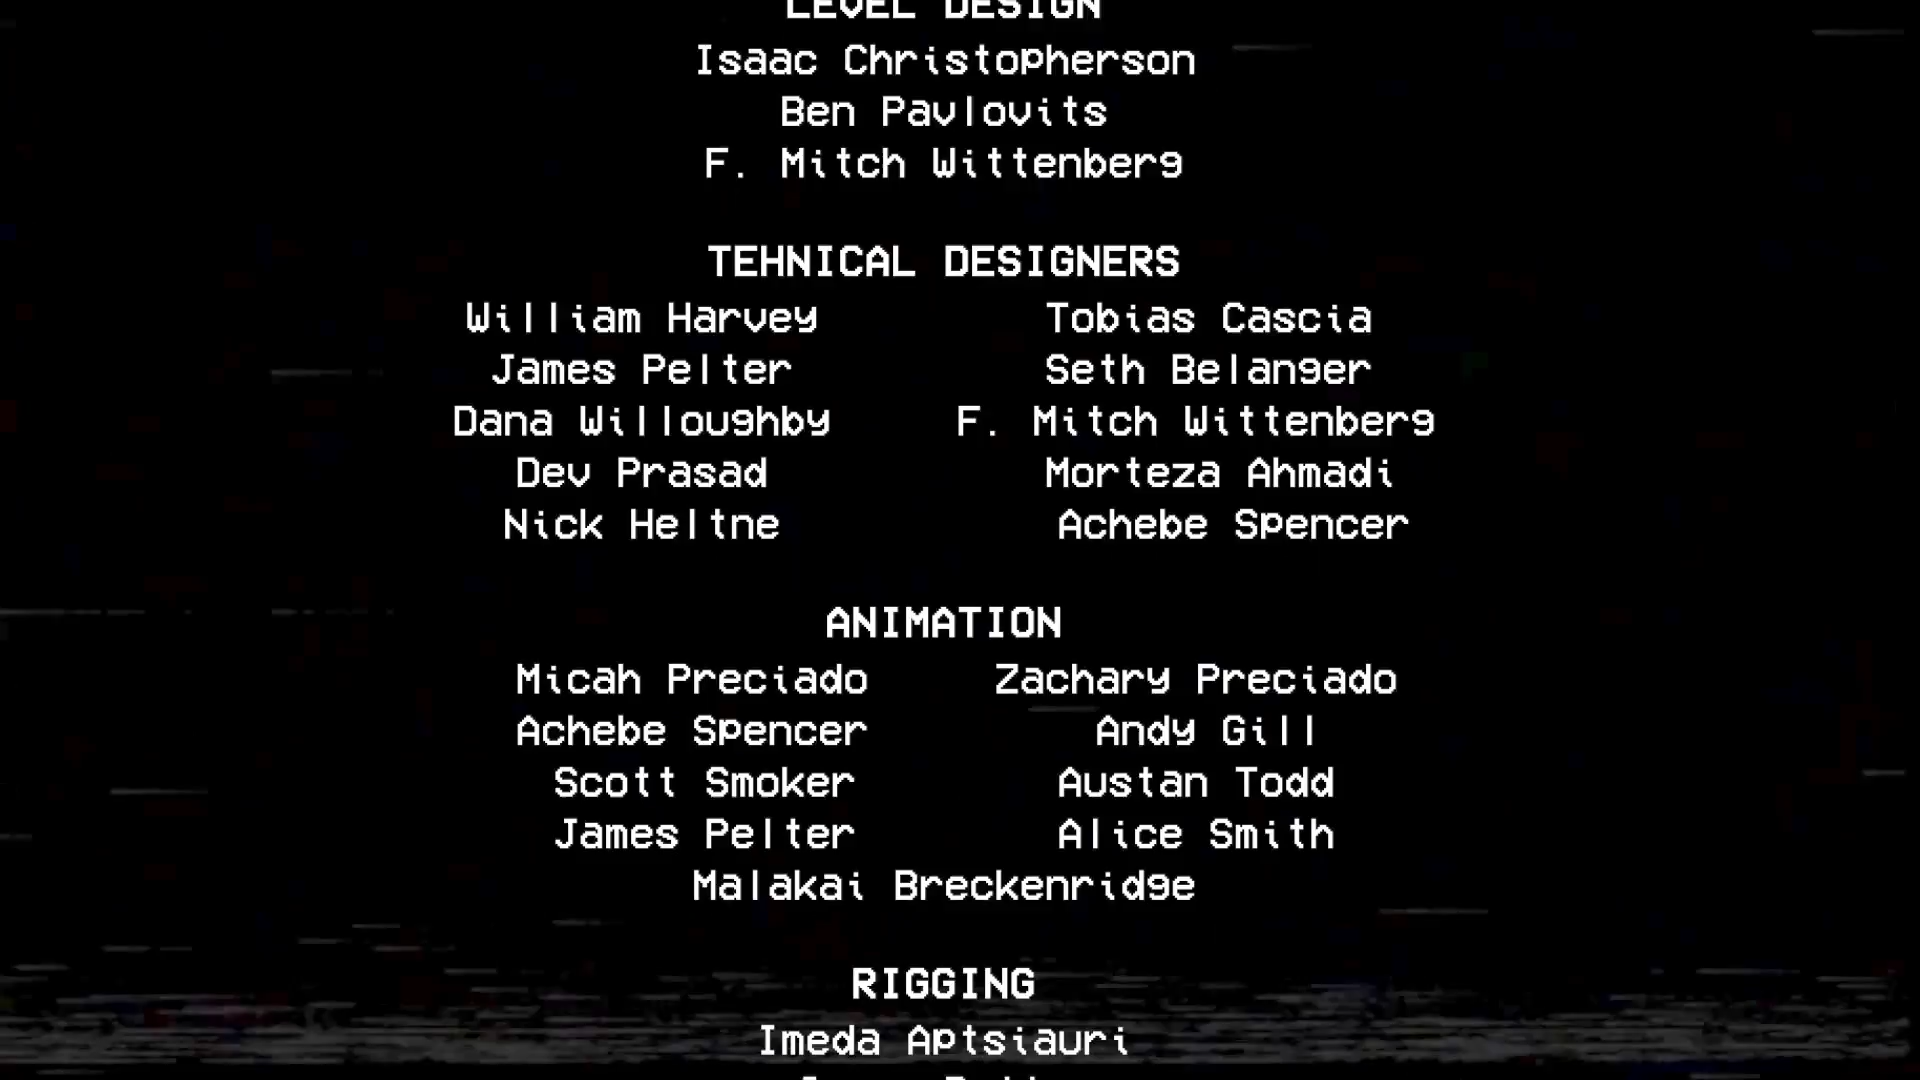 LEVEL DESIGN
Isaac Christopherson
Ben Pavlovits
F. Mitch Wittenberg
TEHNICAL DESIGNERS
William Harvey Tobias Cascia
James Pelter Seth Belanger
Dana Willoughby F. Mitch Wittenberg
Dev Prasad Morteza Ahmadi
Nick Heltne Achebe Spencer
ANIMATION
Micah Preciado Zachary Preciado
Achebe Spencer Andy Gill
Scott Smoker Austan Todd
James Pelter Alice Smith
Malakai Breckenridge
RIGGING
Imeda Aptsiauri